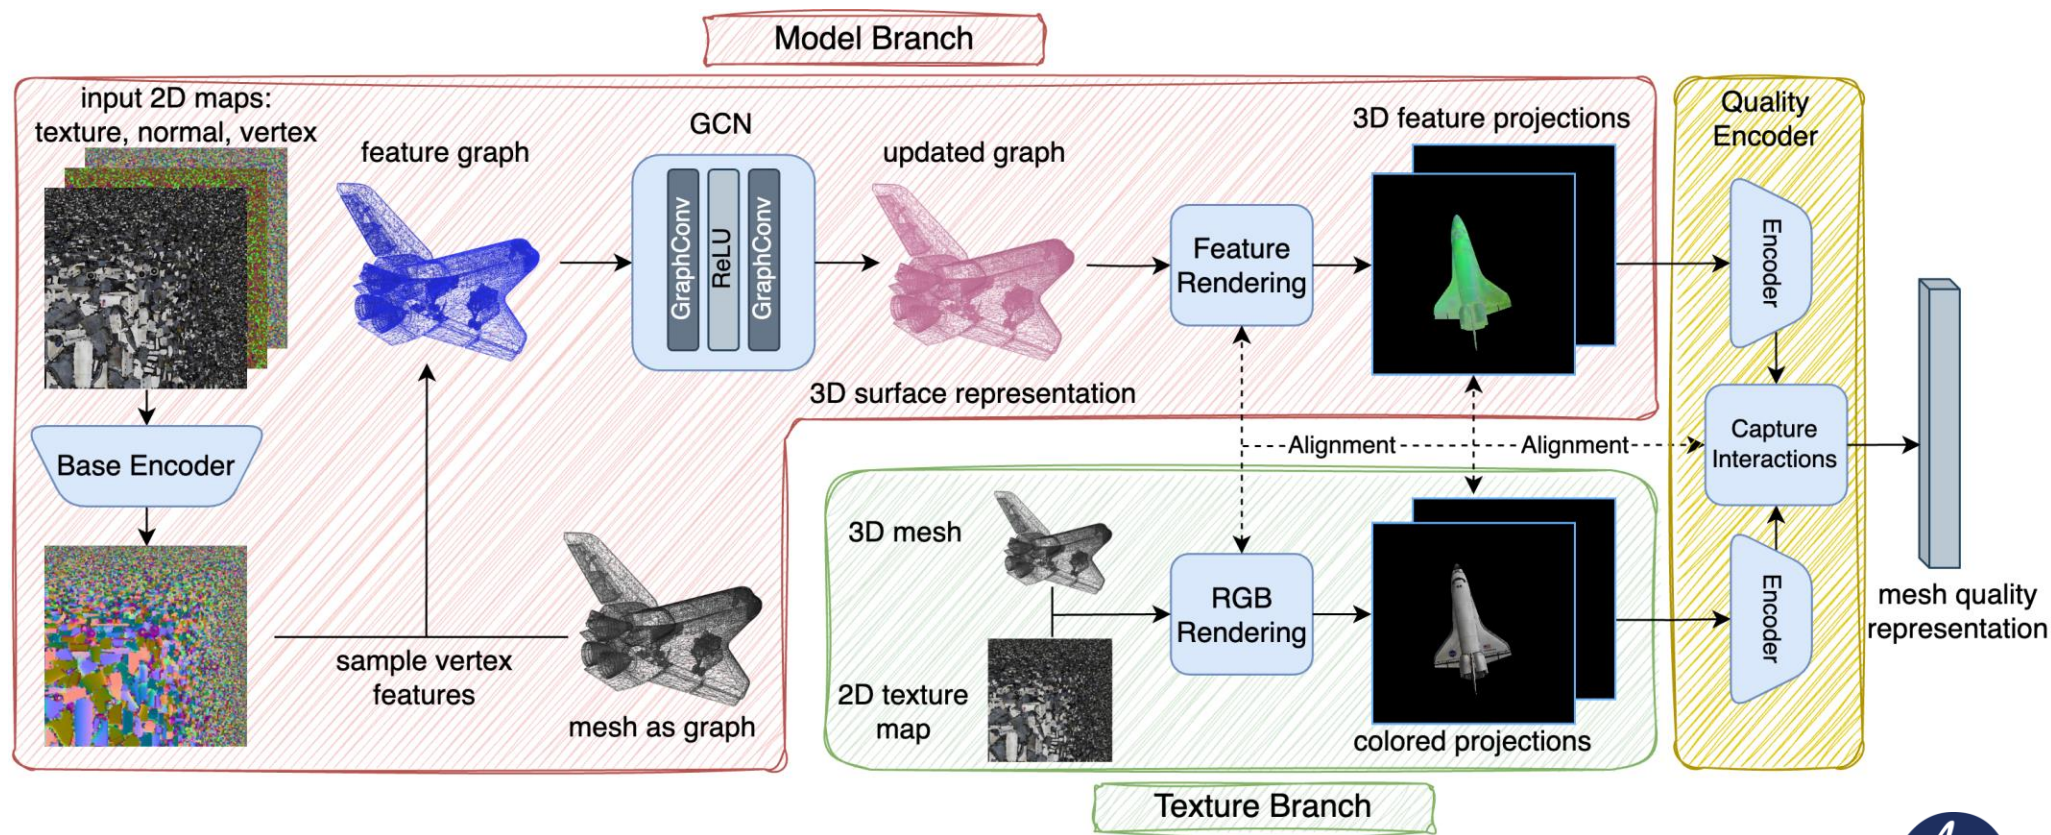 Model Branch
input 2D maps:
texture, normal, vertex
feature graph
GCN
GraphConv
ReLU
GraphConv
updated graph
Feature
Rendering
3D feature projections
Quality
Encoder
Encoder
3D surface representation
Base Encoder
Alignment
Alignment
Capture
Interactions
sample vertex
features
mesh as graph
3D mesh
2D texture
map
RGB
Rendering
colored projections
Encoder
mesh quality
representation
Texture Branch